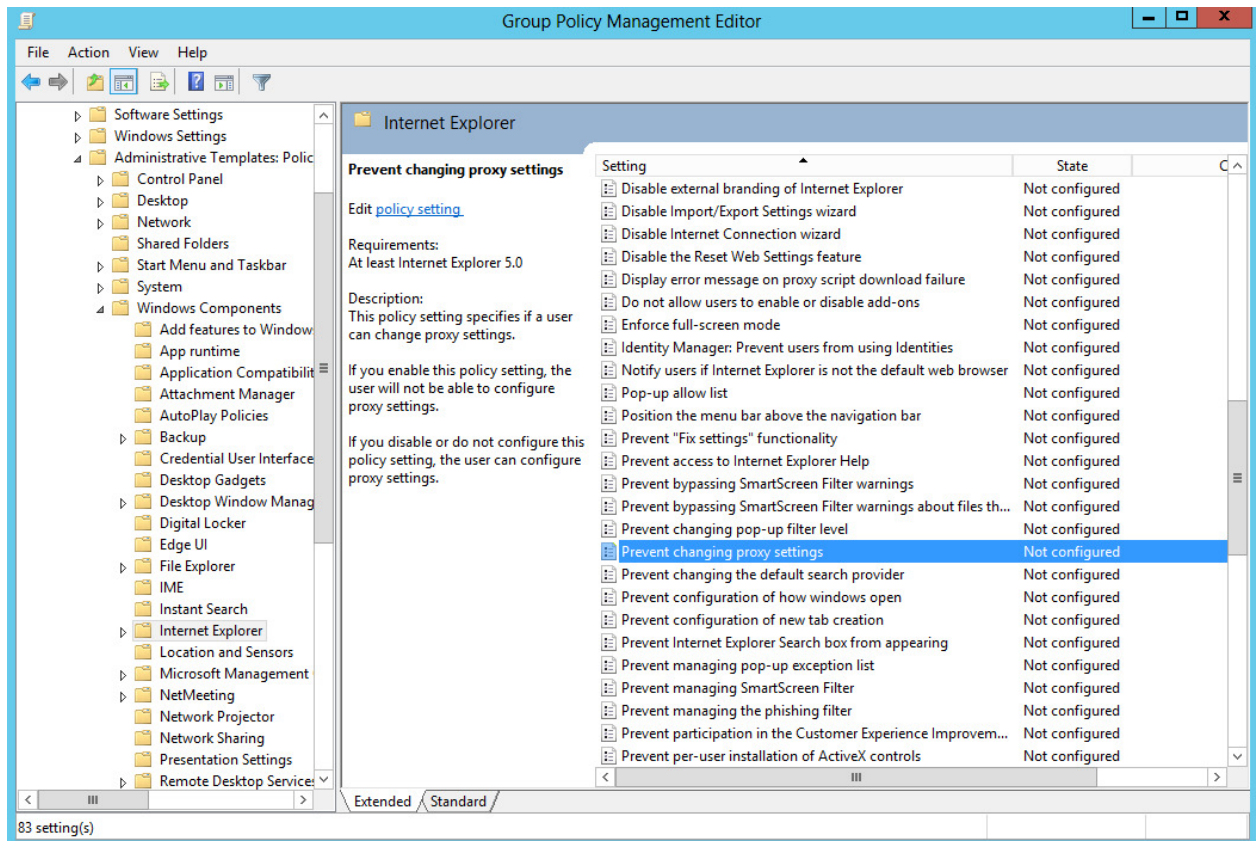 Group Policy Management Editor
File Action View Help
Software Settings
Windows Settings
Administrative Templates: Polic
Control Panel
Desktop
Network
Shared Folders
Start Menu and Taskbar
System
Windows Components
Add features to Window
App runtime
Application Compatibilit
Attachment Manager
AutoPlay Policies
Backup
Credential User Interface
Desktop Gadgets
Desktop Window Manag
Digital Locker
Edge UI
File Explorer
IME
Instant Search
Internet Explorer
Location and Sensors
Microsoft Management
NetMeeting
Network Projector
Network Sharing
Presentation Settings
Remote Desktop Service
Internet Explorer
Prevent changing proxy settings
Edit policy setting
Requirements:
At least Internet Explorer 5.0
Description:
This policy setting specifies if a user
can change proxy settings.
If you enable this policy setting, the
user will not be able to configure
proxy settings.
If you disable or do not configure this
policy setting, the user can configure
proxy settings.
Setting State C
Disable external branding of Internet Explorer Not configured
Disable Import/Export Settings wizard Not configured
Disable Internet Connection wizard Not configured
Disable the Reset Web Settings feature Not configured
Display error message on proxy script download failure Not configured
Do not allow users to enable or disable add-ons Not configured
Enforce full-screen mode Not configured
Identity Manager: Prevent users from using Identities Not configured
Notify users if Internet Explorer is not the default web browser Not configured
Pop-up allow list Not configured
Position the menu bar above the navigation bar Not configured
Prevent "Fix settings" functionality Not configured
Prevent access to Internet Explorer Help Not configured
Prevent bypassing SmartScreen Filter warnings Not configured
Prevent bypassing SmartScreen Filter warnings about files th... Not configured
Prevent changing pop-up filter level Not configured
Prevent changing proxy settings Not configured
Prevent changing the default search provider Not configured
Prevent configuration of how windows open Not configured
Prevent configuration of new tab creation Not configured
Prevent Internet Explorer Search box from appearing Not configured
Prevent managing pop-up exception list Not configured
Prevent managing SmartScreen Filter Not configured
Prevent managing the phishing filter Not configured
Prevent participation in the Customer Experience Improvem... Not configured
Prevent per-user installation of ActiveX controls Not configured
Extended Standard
83 setting(s)